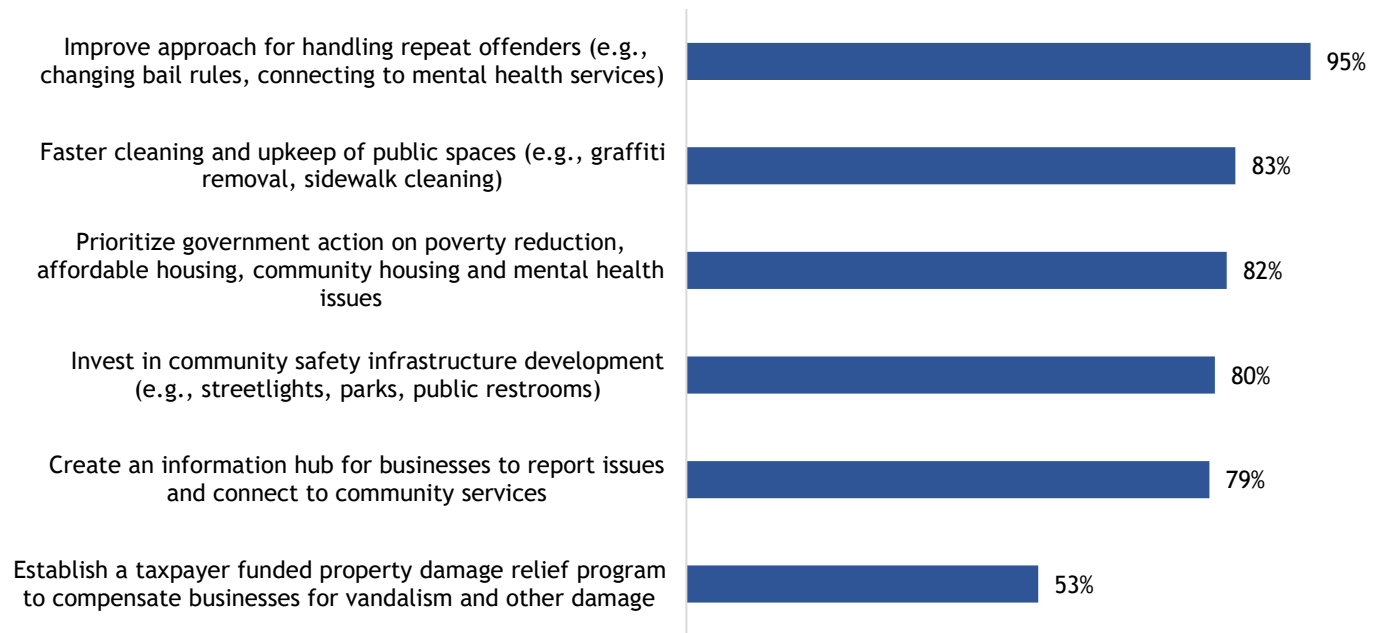 Improve approach for handling repeat offenders (e.g.,
changing bail rules, connecting to mental health services)
95%
Faster cleaning and upkeep of public spaces (e.g., graffiti
removal, sidewalk cleaning)
83%
Prioritize government action on poverty reduction,
affordable housing, community housing and mental health
issues
82%
Invest in community safety infrastructure development
(e.g., streetlights, parks, public restrooms)
80%
Create an information hub for businesses to report issues
and connect to community services
79%
Establish a taxpayer funded property damage relief program
to compensate businesses for vandalism and other damage
53%